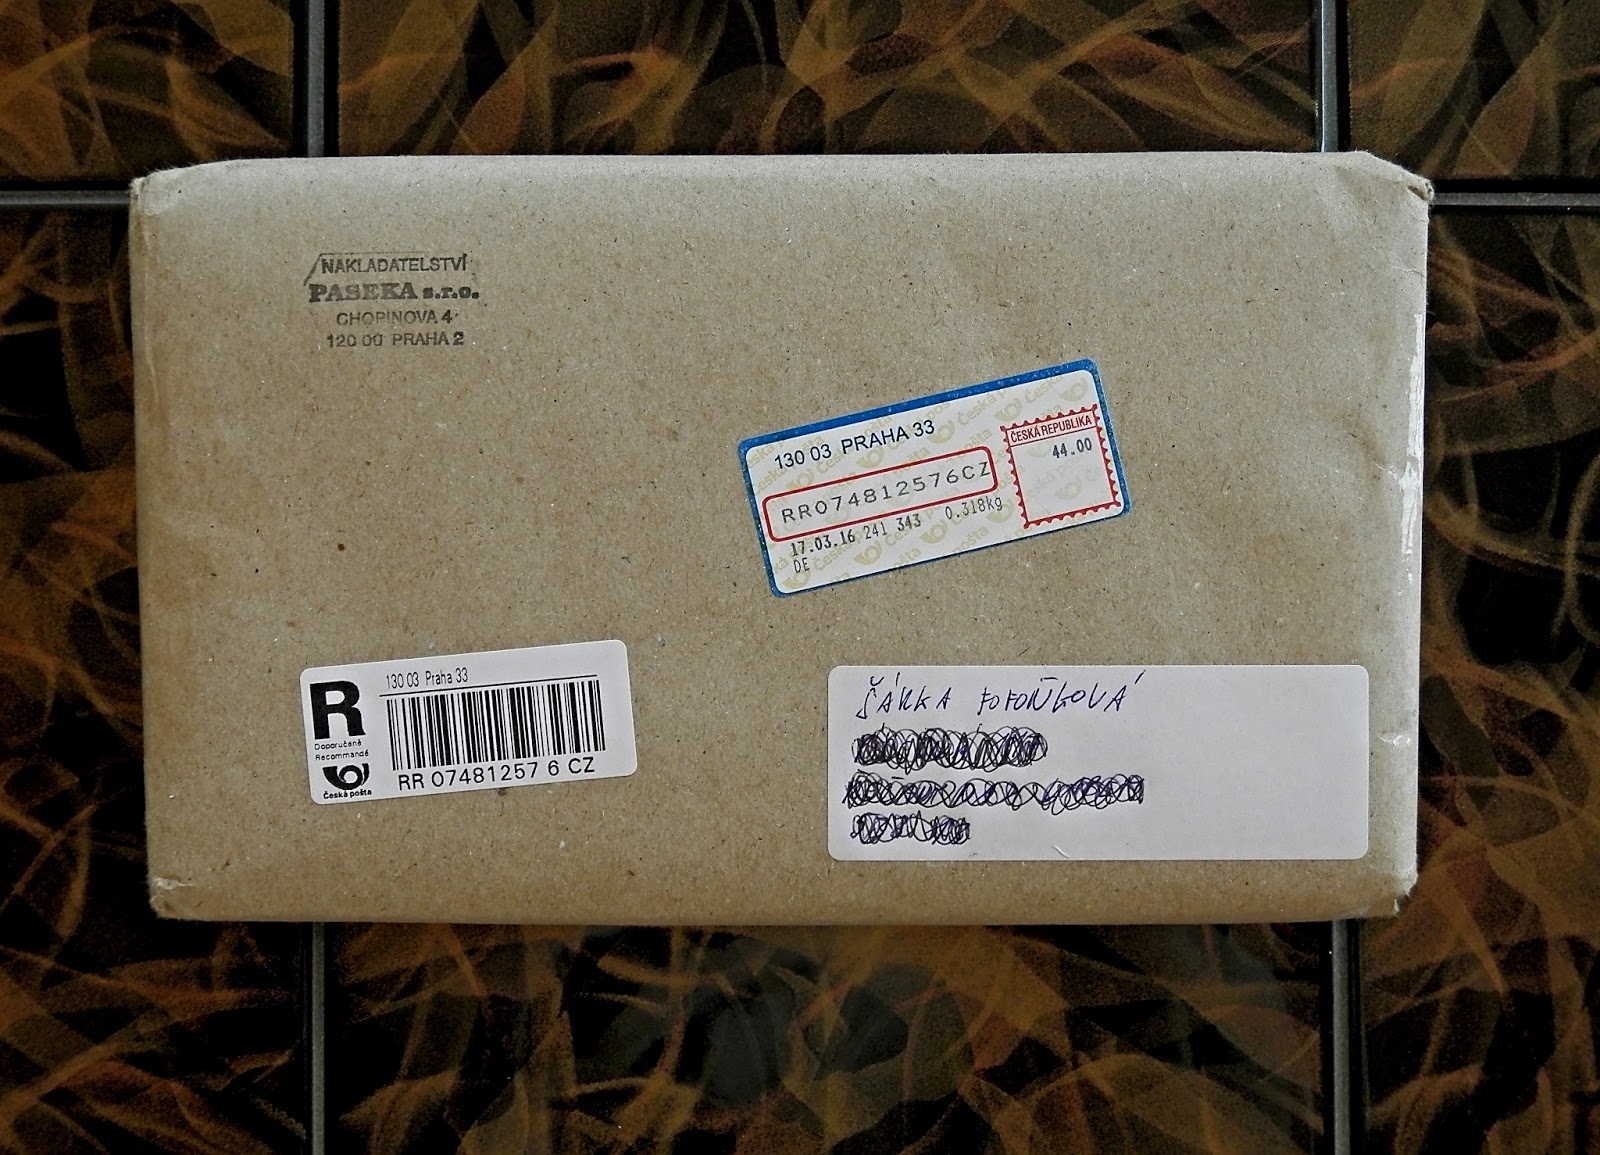 NAKLADATELSTVÍ
PASEKA s.r.o.
CHOPINOVA 4
120 00 PRAHA 2
130 03 PRAHA 33
RR074812576CZ
17.03.16 241 343 0.318kg
DE
ČESKÁ REPUBLIKA
44.00
130 03 Praha 33
R
Doporučeně
Recommandé
Česká pošta
RR 07481257 6 CZ
ŠÁRKA FOFOŇKOVÁ